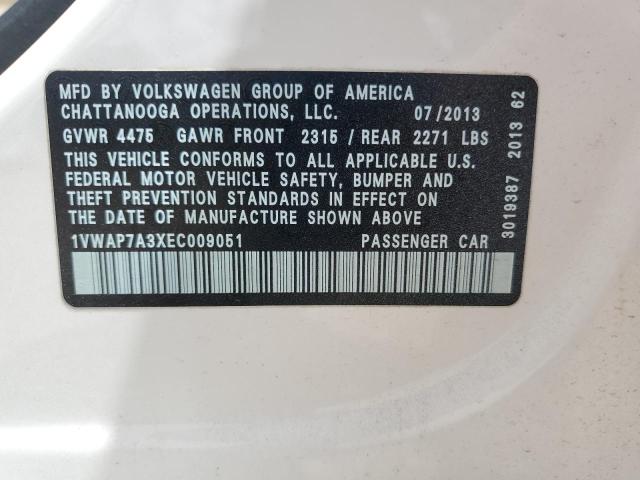 MFD BY VOLKSWAGEN GROUP OF AMERICA
CHATTANOOGA OPERATIONS, LLC. 07/2013
GVWR 4475 GAWR FRONT 2315 / REAR 2271 LBS
THIS VEHICLE CONFORMS TO ALL APPLICABLE U.S.
FEDERAL MOTOR VEHICLE SAFETY, BUMPER AND
THEFT PREVENTION STANDARDS IN EFFECT ON
THE DATE OF MANUFACTURE SHOWN ABOVE
1VWAP7A3XEC009051 PASSENGER CAR
3019387 2013 62